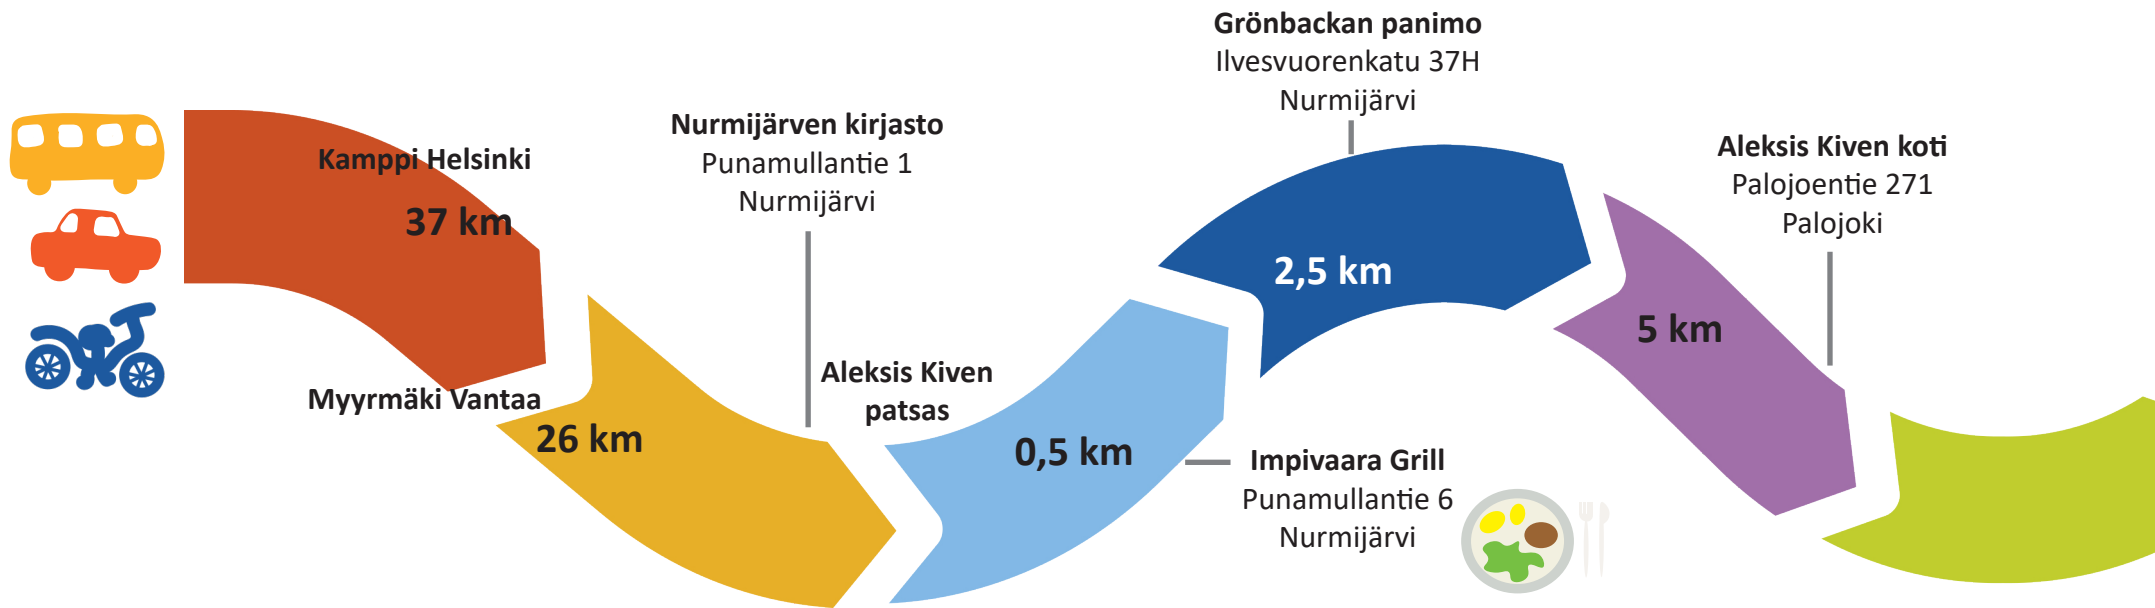 Kamppi Helsinki
37 km
Myyrmäki Vantaa
26 km
Nurmijärven kirjasto
Punamullantie 1
Nurmijärvi
Aleksis Kiven
patsas
0,5 km
Impivaara Grill
Punamullantie 6
Nurmijärvi
Grönbackan panimo
Ilvesvuorenkatu 37H
Nurmijärvi
2,5 km
5 km
Aleksis Kiven koti
Palojoentie 271
Palojoki